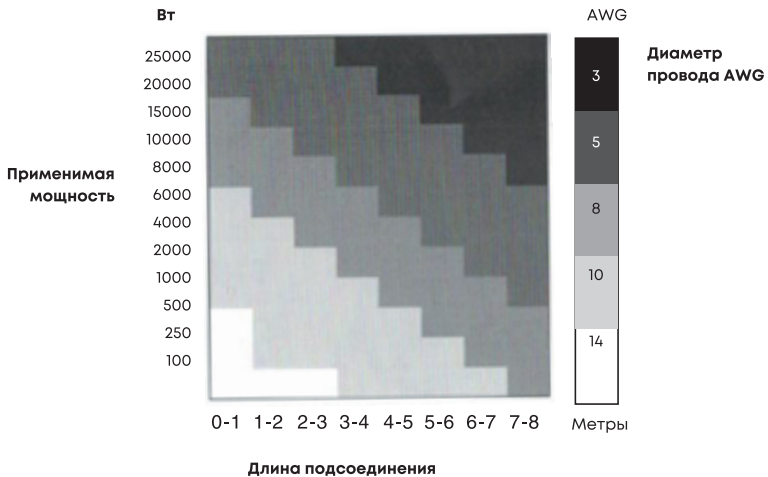 Вт
AWG
25000
20000
15000
10000
8000
6000
4000
2000
1000
500
250
100
Применимая
мощность
3
5
8
10
14
Диаметр
провода AWG
0-1 1-2 2-3 3-4 4-5 5-6 6-7 7-8
Метры
Длина подсоединения